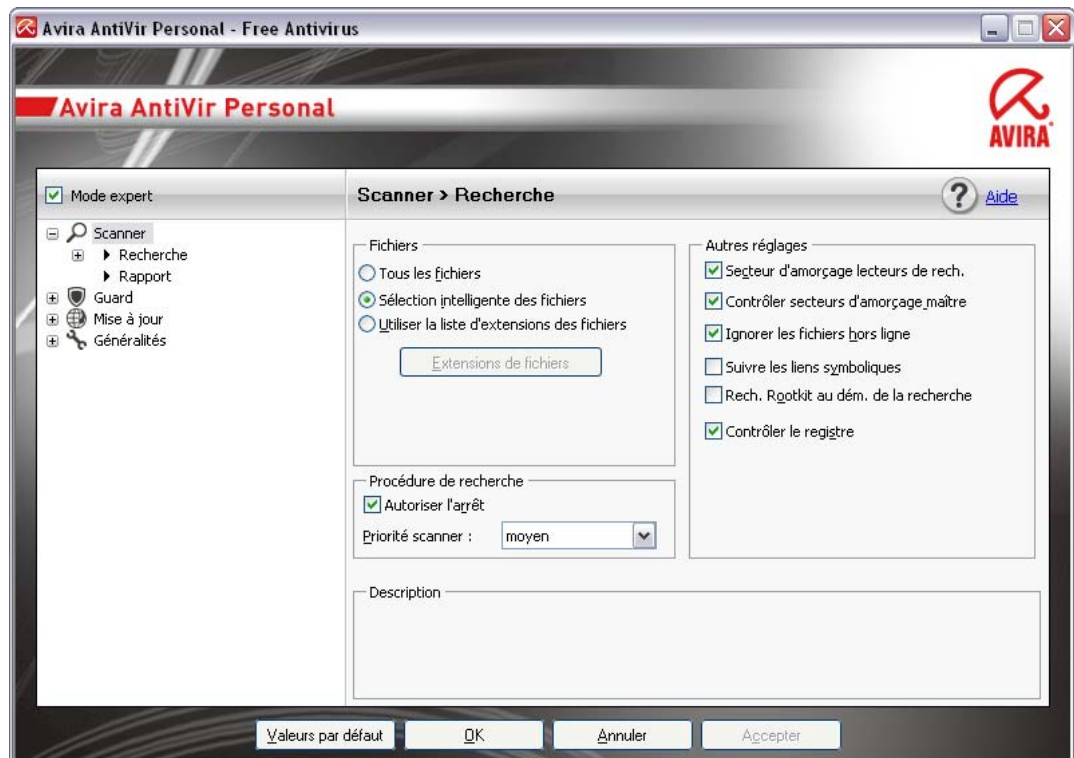 Avira AntiVir Personal - Free Antivirus
Avira AntiVir Personal
AVIRA
Mode expert
Scanner > Recherche
? Aide
Scanner
Recherche
Rapport
Guard
Mise à jour
Généralités
Fichiers
Tous les fichiers
Sélection intelligente des fichiers
Utiliser la liste d'extensions des fichiers
Extensions de fichiers
Procédure de recherche
Autoriser l'arrêt
Priorité scanner : moyen
Autres réglages
Secteur d'amorçage lecteurs de rech.
Contrôler secteurs d'amorçage maître
Ignorer les fichiers hors ligne
Suivre les liens symboliques
Rech. Rootkit au dém. de la recherche
Contrôler le registre
Description
Valeurs par défaut
OK
Annuler
Accepter